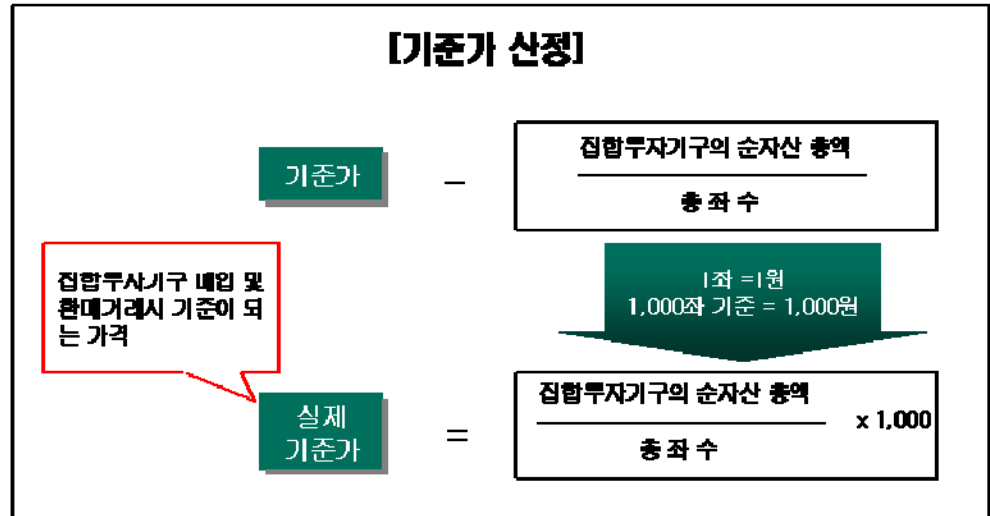 [기준가 산정]
기준가
–
집합투자기구의 순자산 총액
총 좌 수
집합투자기구 매입 및
환매거래시 기준이 되
는 가격
1좌 =1원
1,000좌 기준 = 1,000원
실제
기준가
=
집합투자기구의 순자산 총액
총 좌 수
x 1,000